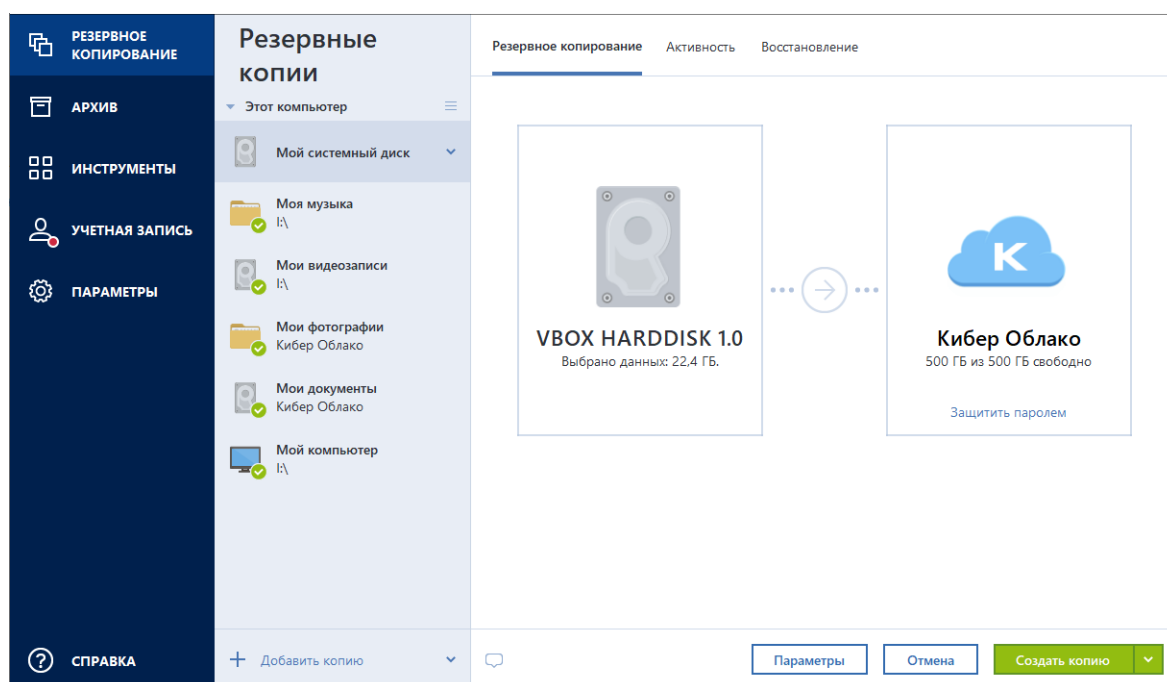 РЕЗЕРВНОЕ
КОПИРОВАНИЕ
АРХИВ
ИНСТРУМЕНТЫ
УЧЕТНАЯ ЗАПИСЬ
ПАРАМЕТРЫ
СПРАВКА
Резервные
копии
Этот компьютер
Мой системный диск
Моя музыка
I:\
Мои видеозаписи
I:\
Мои фотографии
Кибер Облако
Мои документы
Кибер Облако
Мой компьютер
I:\
Добавить копию
Резервное копирование Активность Восстановление
VBOX HARDDISK 1.0
Выбрано данных: 22,4 ГБ.
К
Кибер Облако
500 ГБ из 500 ГБ свободно
Защитить паролем
Параметры Отмена Создать копию